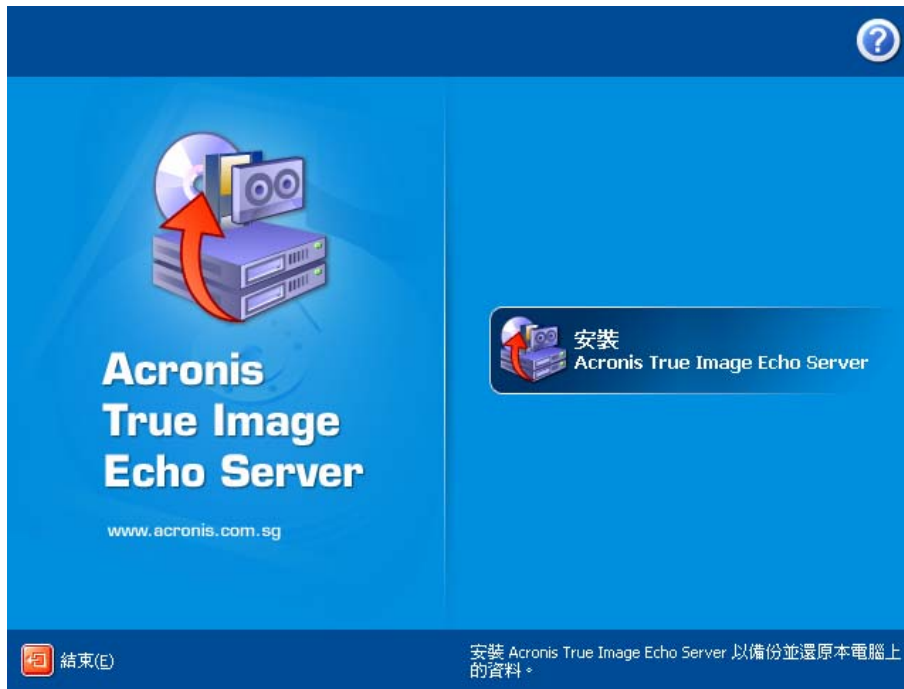 Acronis
True Image
Echo Server
www.acronis.com.sg
安裝
Acronis True Image Echo Server
結束(E)
安裝 Acronis True Image Echo Server 以備份並還原本電腦上
的資料。